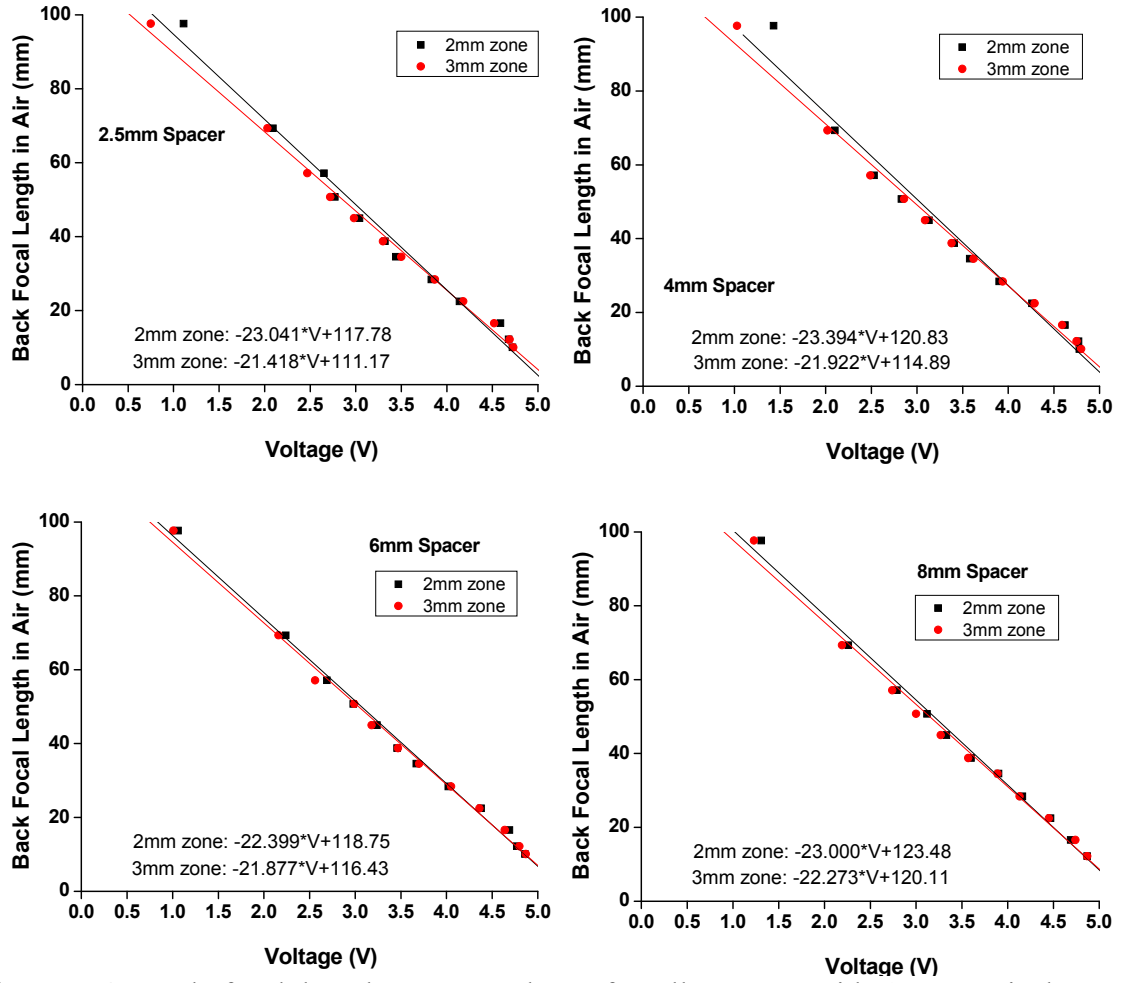 Back Focal Length in Air (mm)
100
80
60
40
20
0
2mm zone
3mm zone
2.5mm Spacer
2mm zone: -23.041*V+117.78
3mm zone: -21.418*V+111.17
0.0 0.5 1.0 1.5 2.0 2.5 3.0 3.5 4.0 4.5 5.0
Voltage (V)
Back Focal Length in Air (mm)
100
80
60
40
20
0
2mm zone
3mm zone
4mm Spacer
2mm zone: -23.394*V+120.83
3mm zone: -21.922*V+114.89
0.0 0.5 1.0 1.5 2.0 2.5 3.0 3.5 4.0 4.5 5.0
Voltage (V)
Back Focal Length in Air (mm)
100
80
60
40
20
0
6mm Spacer
2mm zone
3mm zone
2mm zone: -22.399*V+118.75
3mm zone: -21.877*V+116.43
0.0 0.5 1.0 1.5 2.0 2.5 3.0 3.5 4.0 4.5 5.0
Voltage (V)
Back Focal Length in Air (mm)
100
80
60
40
20
0
8mm Spacer
2mm zone
3mm zone
2mm zone: -23.000*V+123.48
3mm zone: -22.273*V+120.11
0.0 0.5 1.0 1.5 2.0 2.5 3.0 3.5 4.0 4.5 5.0
Voltage (V)